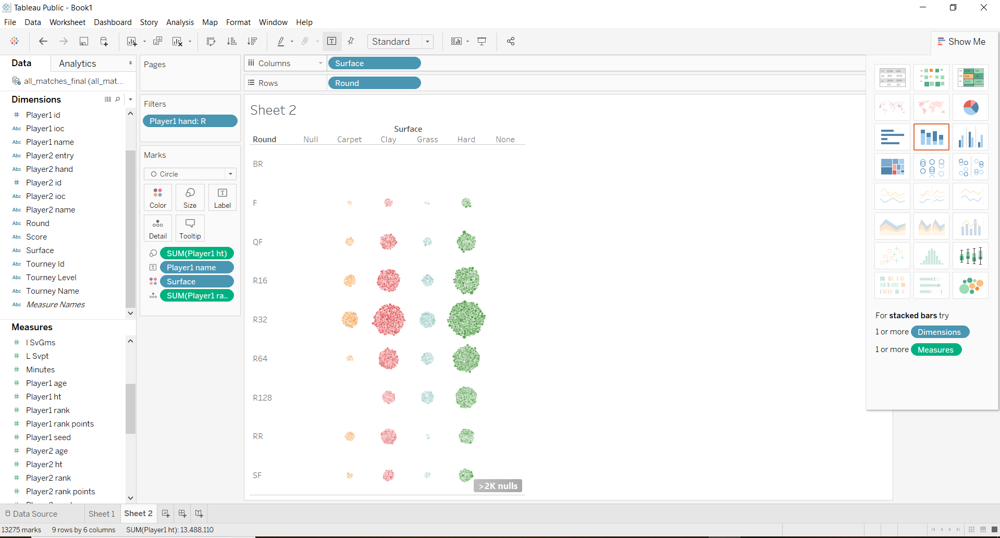 Tableau Public - Book1
File Data Worksheet Dashboard Story Analysis Map Format Window Help
Standard
Show Me
Data
Analytics
all_matches_final (all_mat...
Dimensions
Player1 id
Player1 ioc
Player1 name
Player2 entry
Player2 hand
Player2 id
Player2 ioc
Player2 name
Round
Score
Surface
Tourney Id
Tourney Level
Tourney Name
Measure Names
Measures
l SvGms
L Svpt
Minutes
Player1 age
Player1 ht
Player1 rank
Player1 rank points
Player1 seed
Player2 age
Player2 ht
Player2 rank
Player2 rank points
Pages
Filters
Player1 hand: R
Marks
Circle
Color Size Label
Detail Tooltip
SUM(Player1 ht)
Player1 name
Surface
SUM(Player1 ra..
Columns Surface
Rows Round
Sheet 2
Surface
Round Null Carpet Clay Grass Hard None
BR
F
QF
R16
R32
R64
R128
RR
SF
>2K nulls
For stacked bars try
1 or more Dimensions
1 or more Measures
Data Source Sheet 1 Sheet 2
13275 marks 9 rows by 6 columns SUM(Player1 ht): 13,488,110